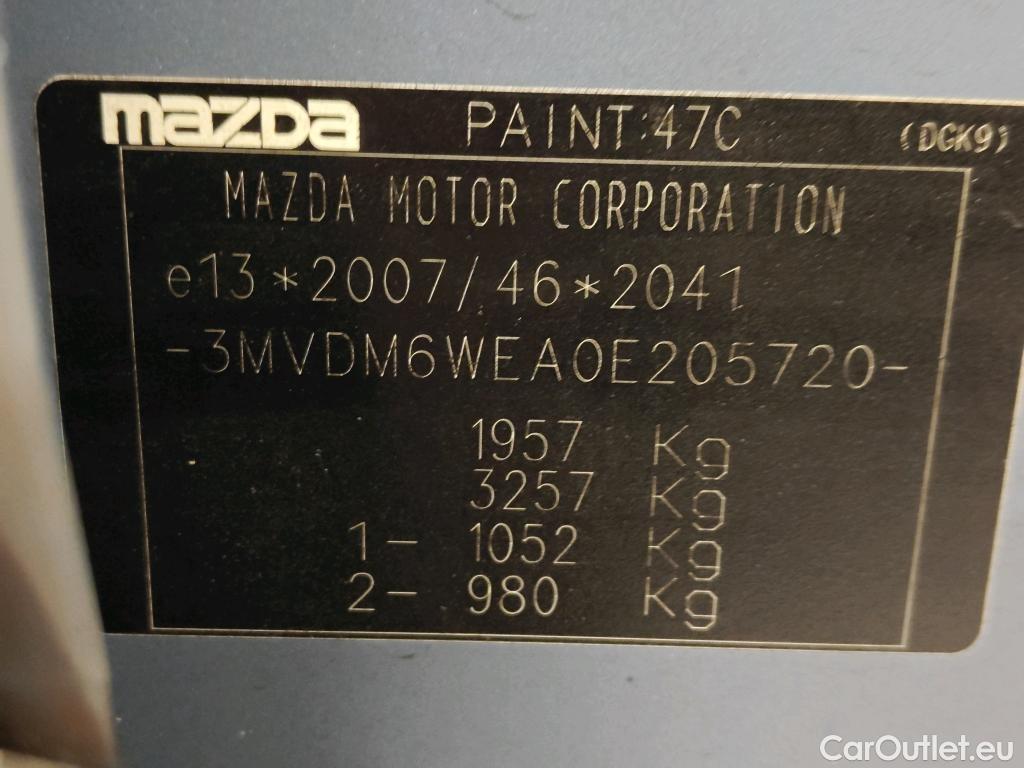 mazda PAINT:47C (DGK9)
MAZDA MOTOR CORPORATION
e13*2007/46*2041
-3MVDM6WEA0E205720-
1957 Kg
3257 Kg
1- 1052 Kg
2- 980 Kg
CarOutlet.eu